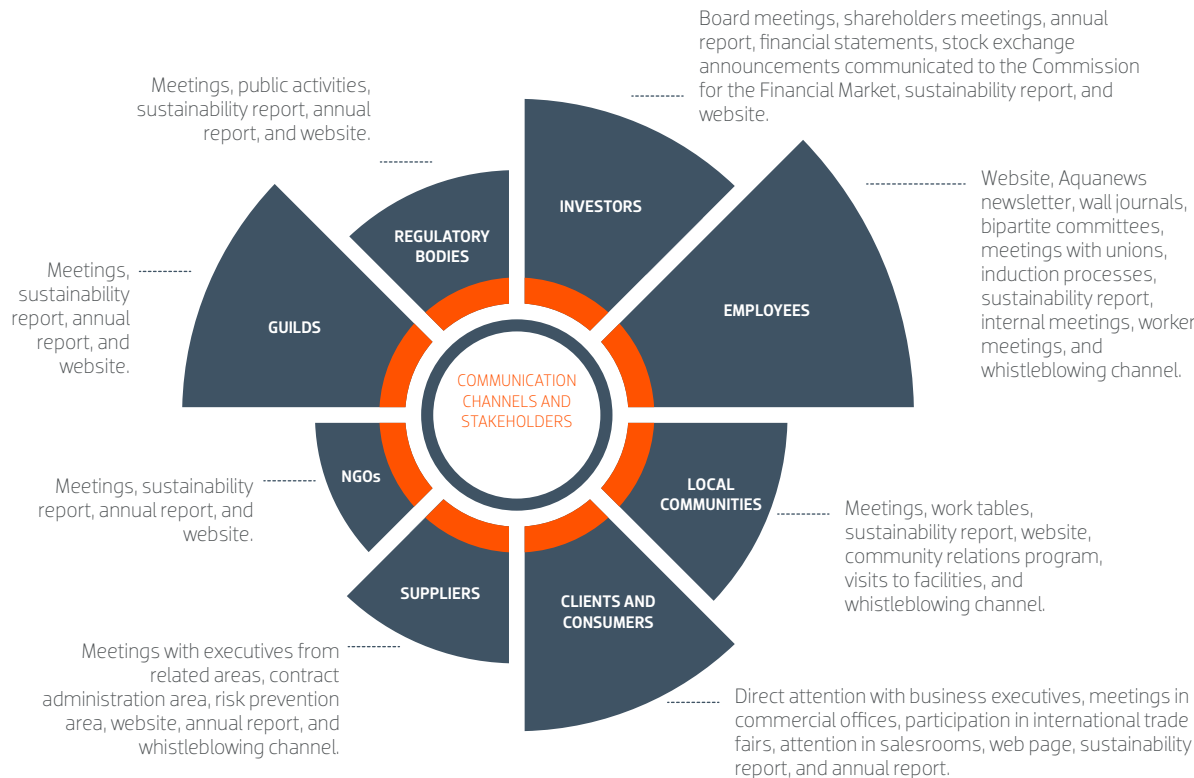 Board meetings, shareholders meetings, annual
report, financial statements, stock exchange
announcements communicated to the Commission
for the Financial Market, sustainability report, and
website.
Meetings, public activities,
sustainability report, annual
report, and website.
INVESTORS
REGULATORY
BODIES
Website, Aquanews
newsletter, wall journals,
bipartite committees,
meetings with unions,
induction processes,
sustainability report,
internal meetings, worker
meetings, and
whistleblowing channel.
Meetings,
sustainability
report, annual
report, and
website.
GUILDS
EMPLOYEES
COMMUNICATION
CHANNELS AND
STAKEHOLDERS
NGOs
LOCAL
COMMUNITIES
Meetings, sustainability
report, annual report, and
website.
Meetings, work tables,
sustainability report, website,
community relations program,
visits to facilities, and
whistleblowing channel.
SUPPLIERS
CLIENTS AND
CONSUMERS
Meetings with executives from
related areas, contract
administration area, risk prevention
area, website, annual report, and
whistleblowing channel.
Direct attention with business executives, meetings in
commercial offices, participation in international trade
fairs, attention in salesrooms, web page, sustainability
report, and annual report.